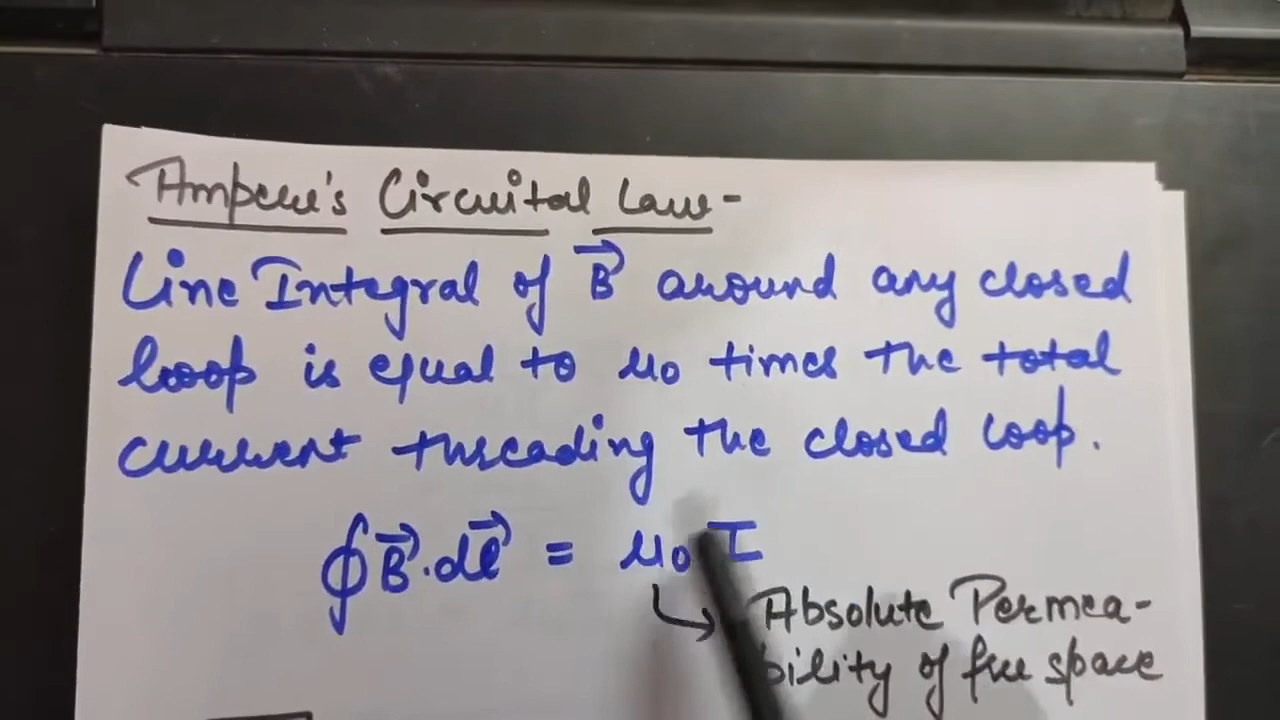 Ampere's Circuital Law-
Line Integral of B⃗ around any closed
loop is equal to μ0 times the total
current threading the closed loop.
∮B⃗.dl⃗ = μ0 I
↳ Absolute Permea-
bility of free space